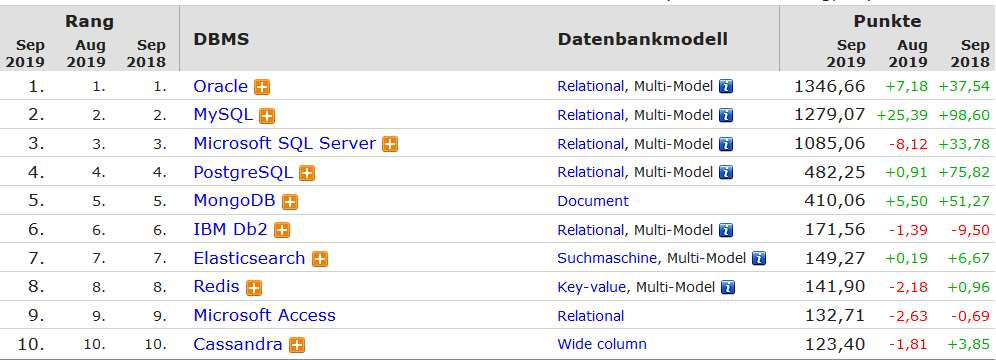 Rang DBMS Datenbankmodell Punkte
Sep 2019 Aug 2019 Sep 2018 Sep 2019 Aug 2019 Sep 2018
1. 1. 1. Oracle Relational, Multi-Model 1346,66 +7,18 +37,54
2. 2. 2. MySQL Relational, Multi-Model 1279,07 +25,39 +98,60
3. 3. 3. Microsoft SQL Server Relational, Multi-Model 1085,06 -8,12 +33,78
4. 4. 4. PostgreSQL Relational, Multi-Model 482,25 +0,91 +75,82
5. 5. 5. MongoDB Document 410,06 +5,50 +51,27
6. 6. 6. IBM Db2 Relational, Multi-Model 171,56 -1,39 -9,50
7. 7. 7. Elasticsearch Suchmaschine, Multi-Model 149,27 +0,19 +6,67
8. 8. 8. Redis Key-value, Multi-Model 141,90 -2,18 +0,96
9. 9. 9. Microsoft Access Relational 132,71 -2,63 -0,69
10. 10. 10. Cassandra Wide column 123,40 -1,81 +3,85